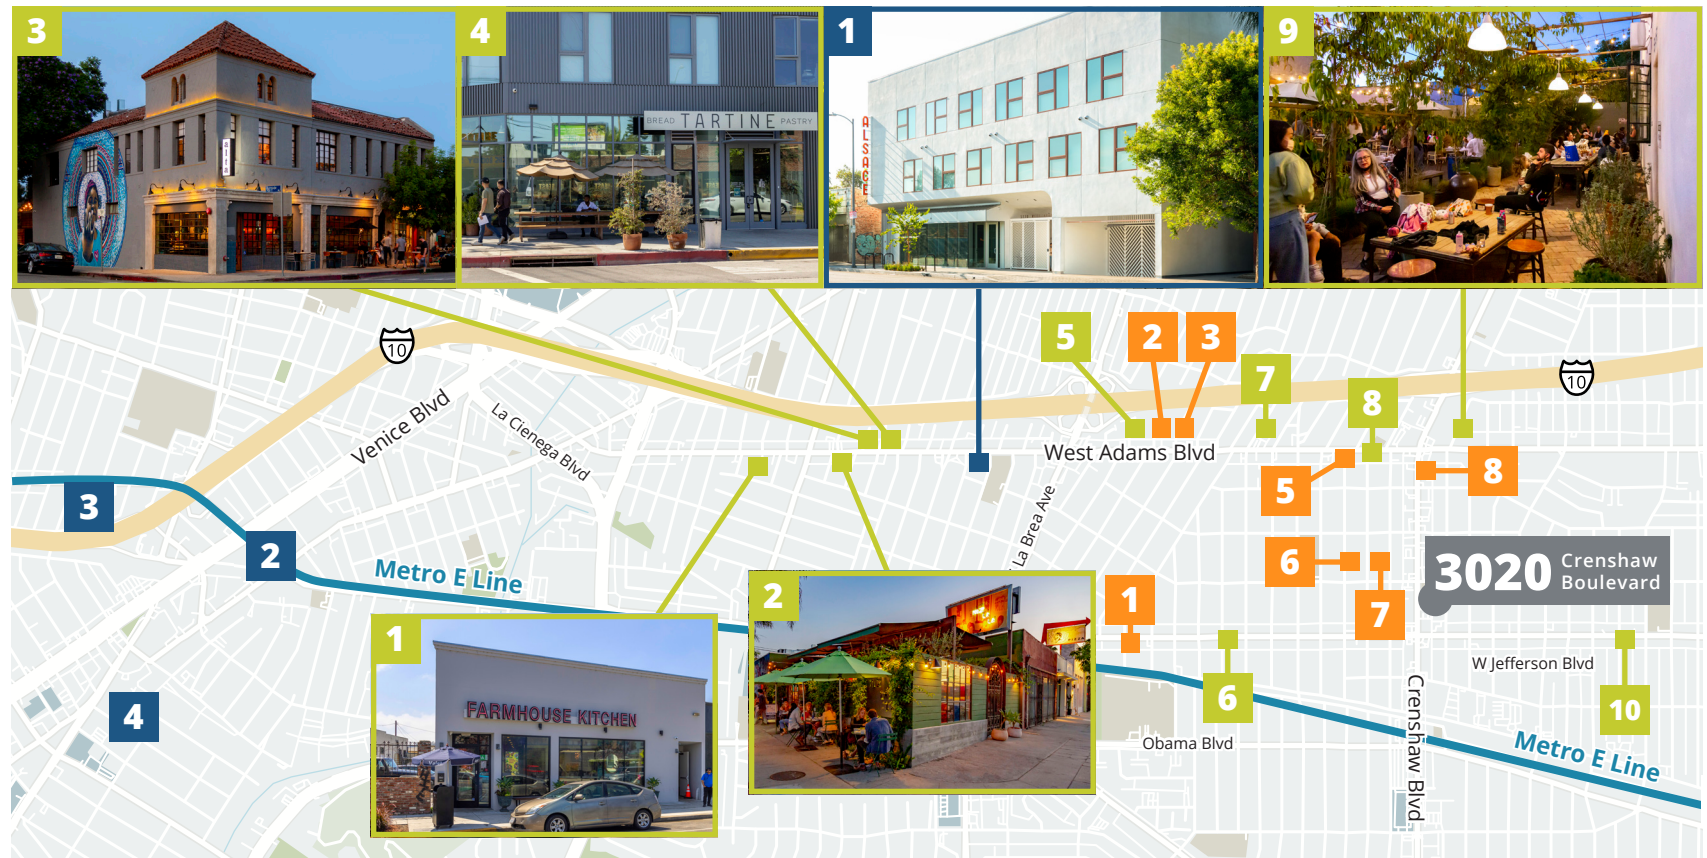 3
4
1
9
alta
BREAD TARTINE PASTRY
ALSACE
10
5
2
3
7
8
10
Venice Blvd
La Cienega Blvd
West Adams Blvd
5
8
3
2
Metro E Line
La Brea Ave
6
7
3020 Crenshaw
Boulevard
1
2
1
FARMHOUSE KITCHEN
6
W Jefferson Blvd
10
4
Obama Blvd
Crenshaw Blvd
Metro E Line